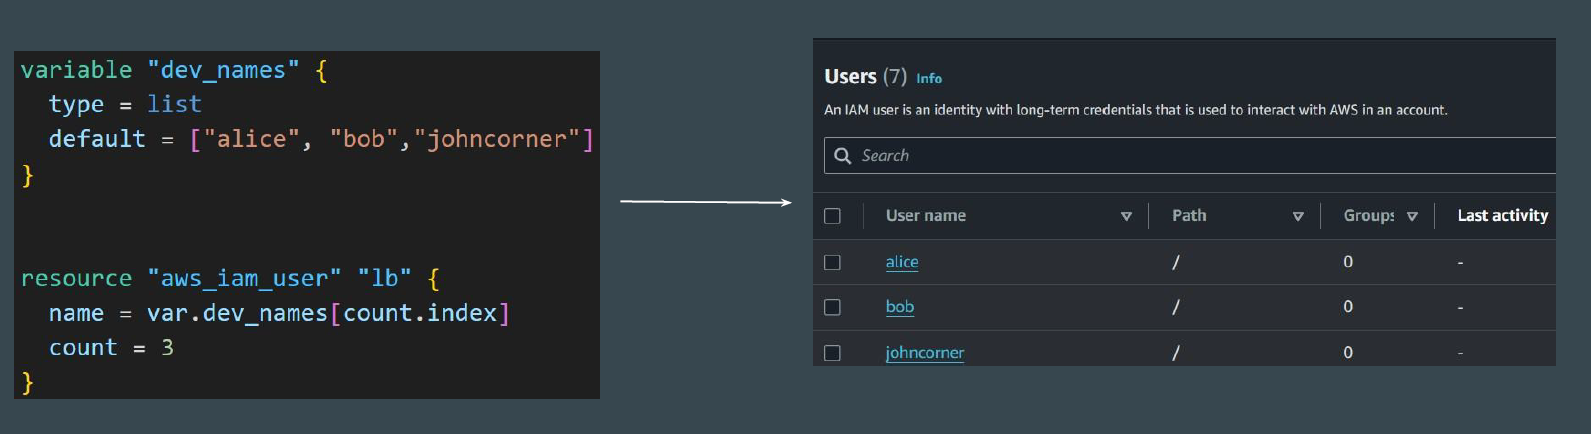 variable "dev_names" {
type = list
default = ["alice", "bob","johncorner"]
}
resource "aws_iam_user" "lb" {
name = var.dev_names[count.index]
count = 3
}
Users (7) Info
An IAM user is an identity with long-term credentials that is used to interact with AWS in an account.
Search
User name Path Groups Last activity
alice / 0 -
bob / 0 -
johncorner / 0 -